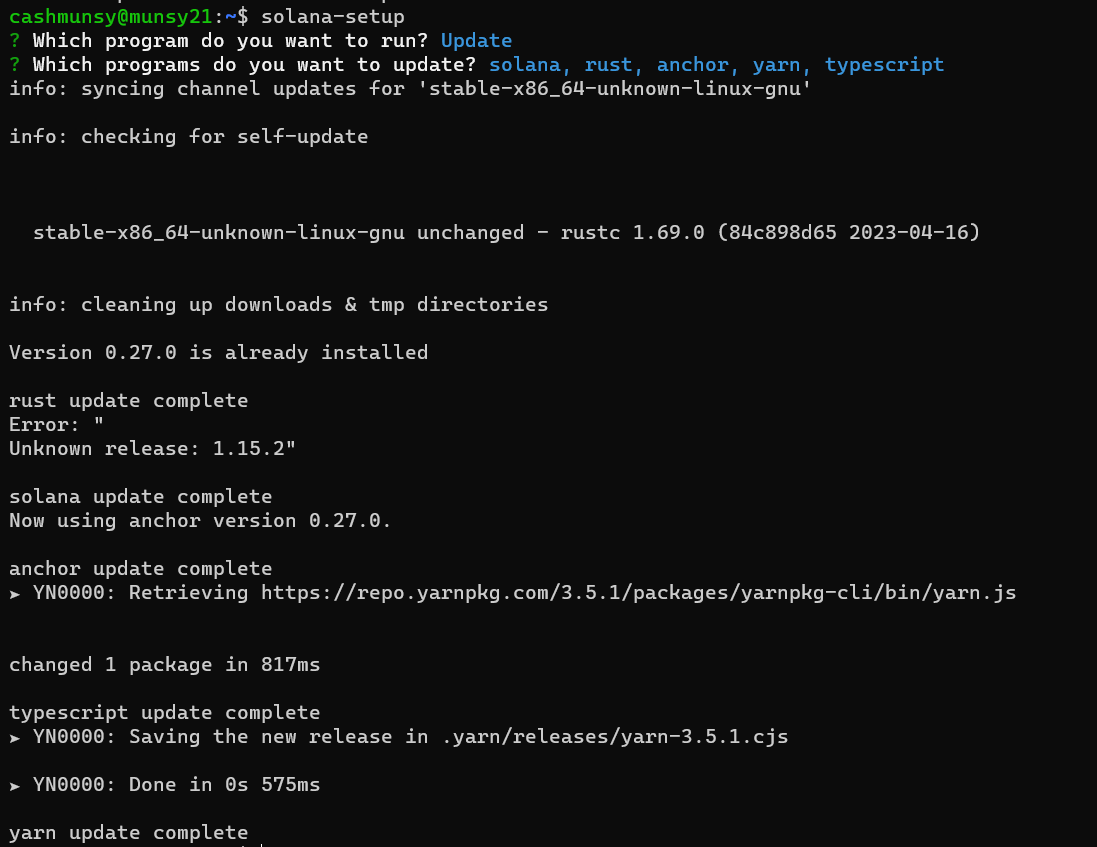 cashmunsy@munsy21:~$ solana-setup
? Which program do you want to run? Update
? Which programs do you want to update? solana, rust, anchor, yarn, typescript
info: syncing channel updates for 'stable-x86_64-unknown-linux-gnu'
info: checking for self-update
stable-x86_64-unknown-linux-gnu unchanged - rustc 1.69.0 (84c898d65 2023-04-16)
info: cleaning up downloads & tmp directories
Version 0.27.0 is already installed
rust update complete
Error: "
Unknown release: 1.15.2"
solana update complete
Now using anchor version 0.27.0.
anchor update complete
➤ YN0000: Retrieving https://repo.yarnpkg.com/3.5.1/packages/yarnpkg-cli/bin/yarn.js
changed 1 package in 817ms
typescript update complete
➤ YN0000: Saving the new release in .yarn/releases/yarn-3.5.1.cjs
➤ YN0000: Done in 0s 575ms
yarn update complete